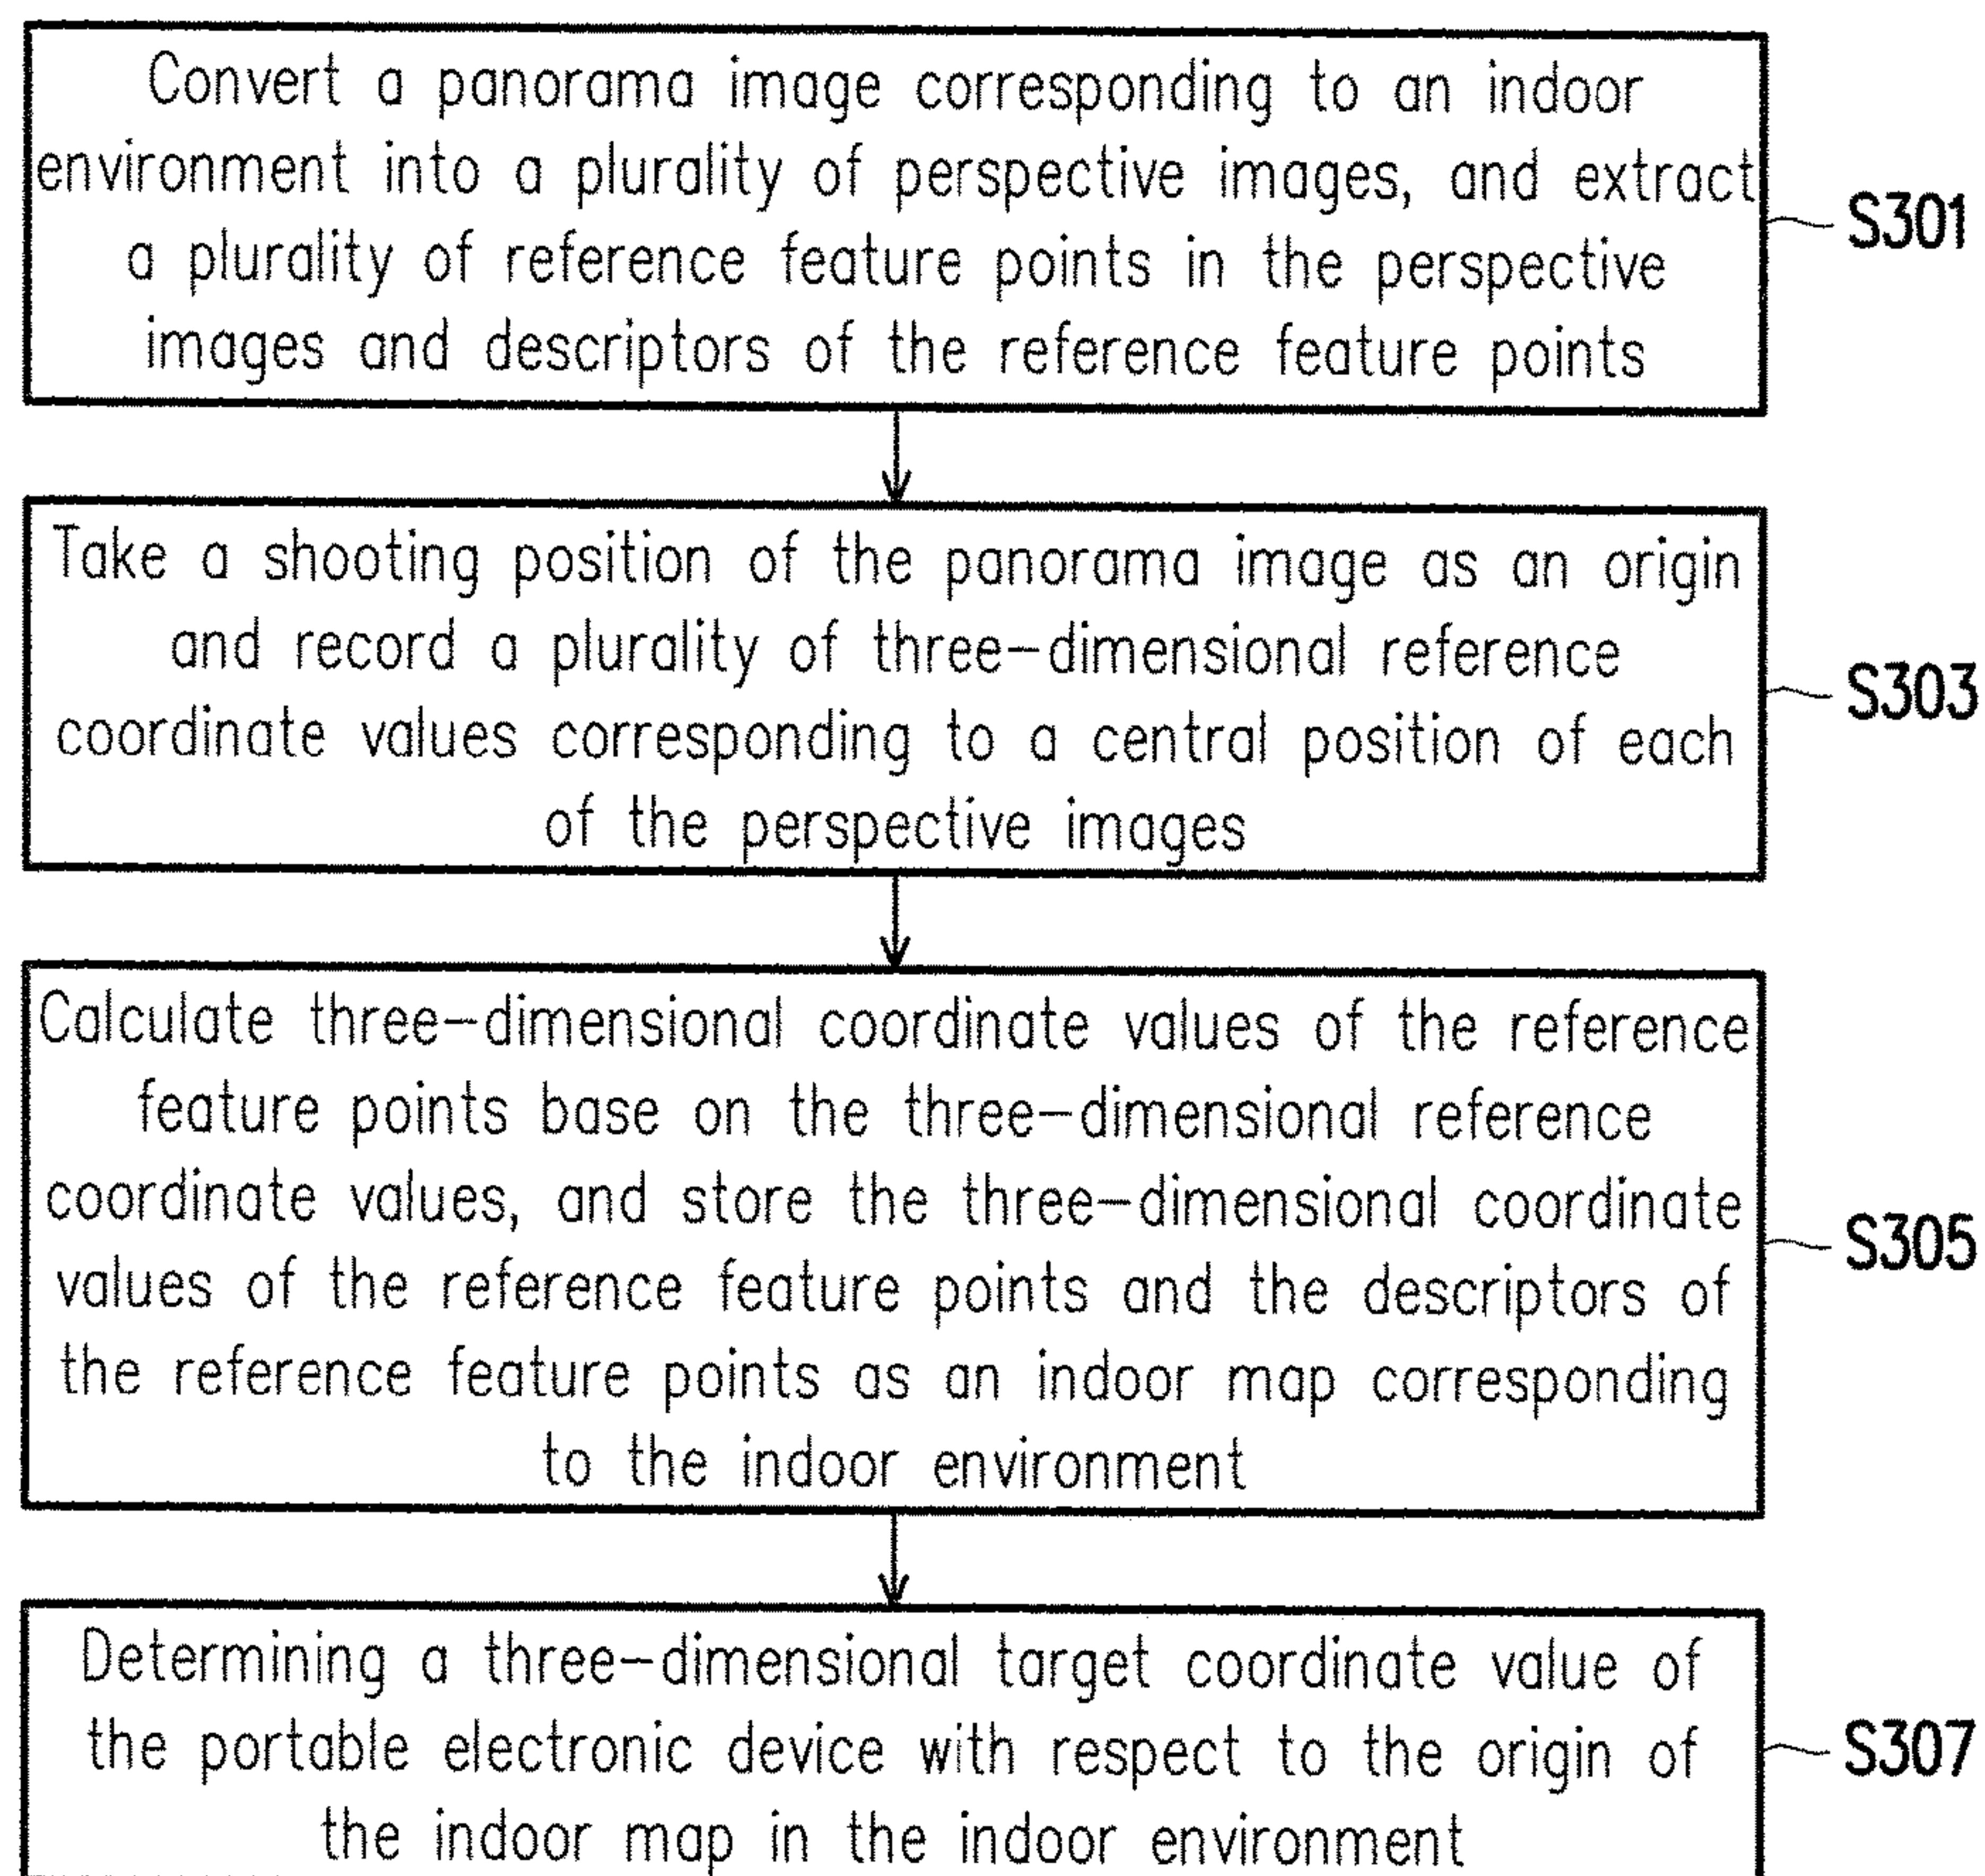 Convert a panorama image corresponding to an indoor
environment into a plurality of perspective images, and extract
a plurality of reference feature points in the perspective
images and descriptors of the reference feature points
S301
Take a shooting position of the panorama image as an origin
and record a plurality of three-dimensional reference
coordinate values corresponding to a central position of each
of the perspective images
S303
Calculate three-dimensional coordinate values of the reference
feature points base on the three-dimensional reference
coordinate values, and store the three-dimensional coordinate
values of the reference feature points and the descriptors of
the reference feature points as an indoor map corresponding
to the indoor environment
S305
Determining a three-dimensional target coordinate value of
the portable electronic device with respect to the origin of
the indoor map in the indoor environment
S307